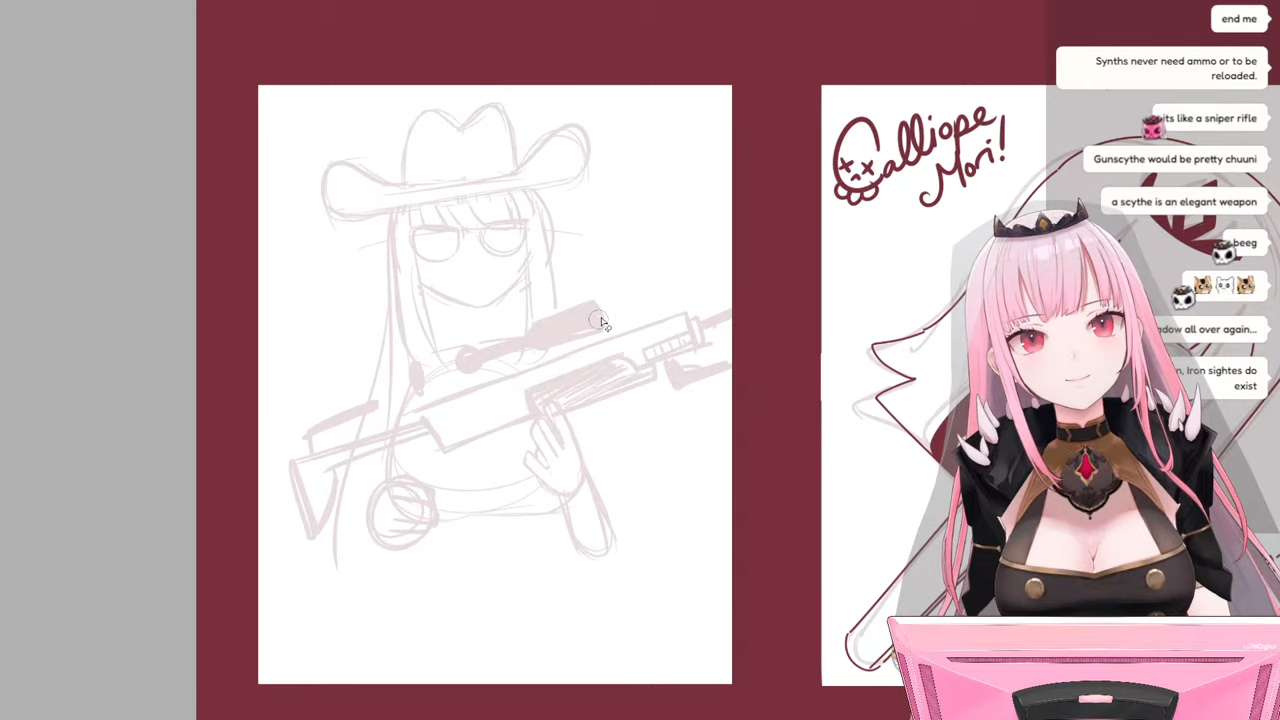 end me
Synths never need ammo or to be
reloaded.
its like a sniper rifle
Gunscythe would be pretty chuuni
a scythe is an elegant weapon
beeg
all over again...
Iron sightes do
exist
Calliope
Mori!